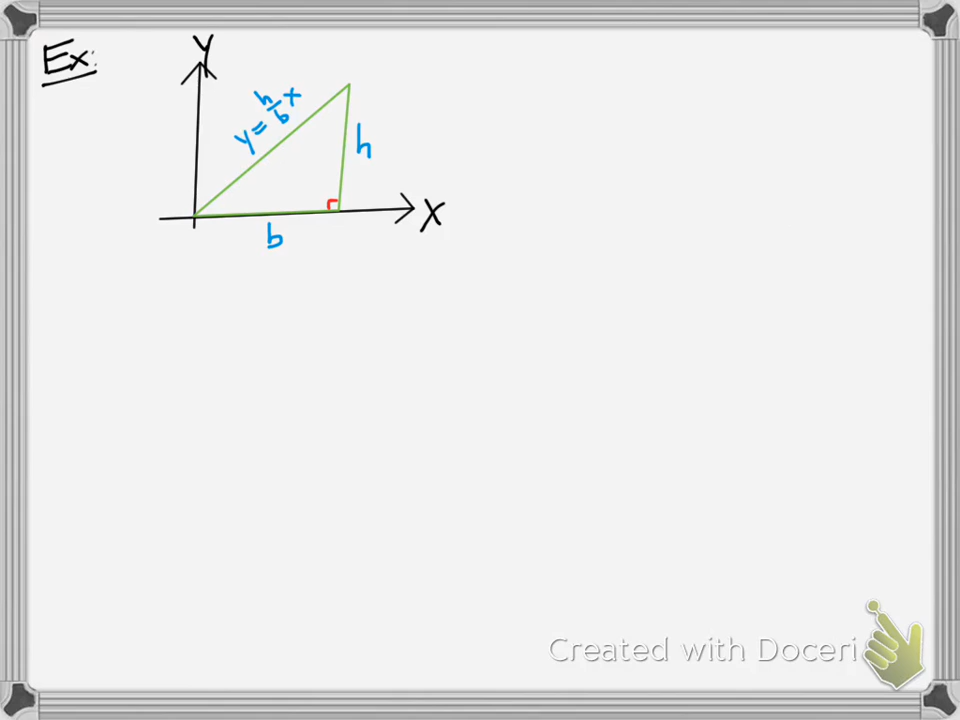 Ex:
Y
y = h/b x
h
b
X
Created with Doceri